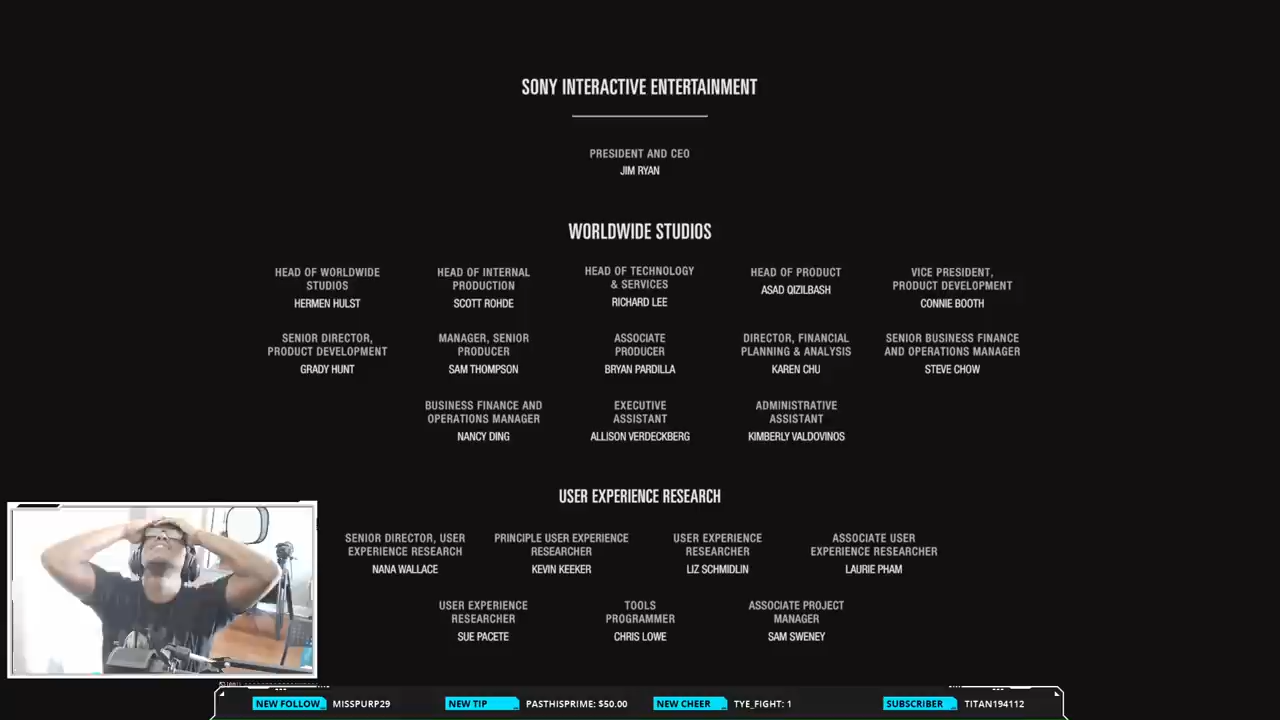 SONY INTERACTIVE ENTERTAINMENT
PRESIDENT AND CEO
JIM RYAN
WORLDWIDE STUDIOS
HEAD OF WORLDWIDE
STUDIOS
HERMEN HULST
HEAD OF INTERNAL
PRODUCTION
SCOTT ROHDE
HEAD OF TECHNOLOGY
& SERVICES
RICHARD LEE
HEAD OF PRODUCT
ASAD QIZILBASH
VICE PRESIDENT,
PRODUCT DEVELOPMENT
CONNIE BOOTH
SENIOR DIRECTOR,
PRODUCT DEVELOPMENT
GRADY HUNT
MANAGER, SENIOR
PRODUCER
SAM THOMPSON
ASSOCIATE
PRODUCER
BRYAN PARDILLA
DIRECTOR, FINANCIAL
PLANNING & ANALYSIS
KAREN CHU
SENIOR BUSINESS FINANCE
AND OPERATIONS MANAGER
STEVE CHOW
BUSINESS FINANCE AND
OPERATIONS MANAGER
NANCY DING
EXECUTIVE
ASSISTANT
ALLISON VERDECKBERG
ADMINISTRATIVE
ASSISTANT
KIMBERLY VALDOVINOS
USER EXPERIENCE RESEARCH
SENIOR DIRECTOR, USER
EXPERIENCE RESEARCH
NANA WALLACE
PRINCIPLE USER EXPERIENCE
RESEARCHER
KEVIN KEEKER
USER EXPERIENCE
RESEARCHER
LIZ SCHMIDLIN
ASSOCIATE USER
EXPERIENCE RESEARCHER
LAURIE PHAM
USER EXPERIENCE
RESEARCHER
SUE PACETE
TOOLS
PROGRAMMER
CHRIS LOWE
ASSOCIATE PROJECT
MANAGER
SAM SWENEY
NEW FOLLOW MISSPURP29
NEW TIP PASTHISPRIME: $50.00
NEW CHEER TYE_FIGHT: 1
SUBSCRIBER TITAN194112